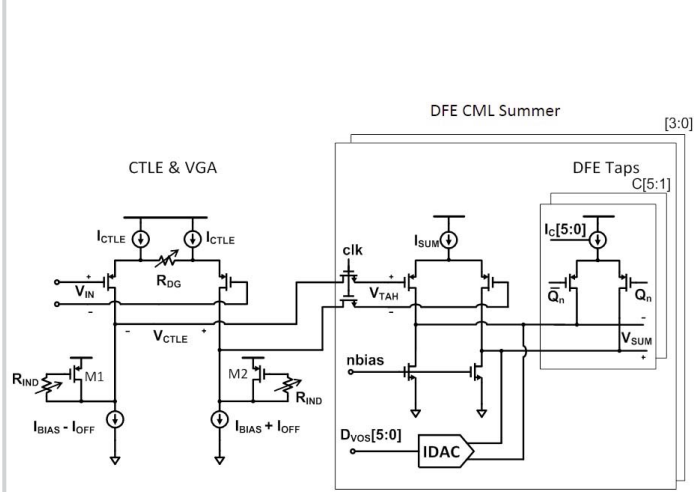 DFE CML Summer
[3:0]
CTLE & VGA
DFE Taps
C[5:1]
I_CTLE
I_CTLE
clk
I_SUM
I_C[5:0]
R_DG
+
V_IN
-
+
V_TAH
-
Q̅n
Q_n
-
V_CTLE
+
-
V_SUM
+
R_IND
M1
M2
R_IND
nbias
I_BIAS - I_OFF
I_BIAS + I_OFF
D_VOS[5:0]
IDAC